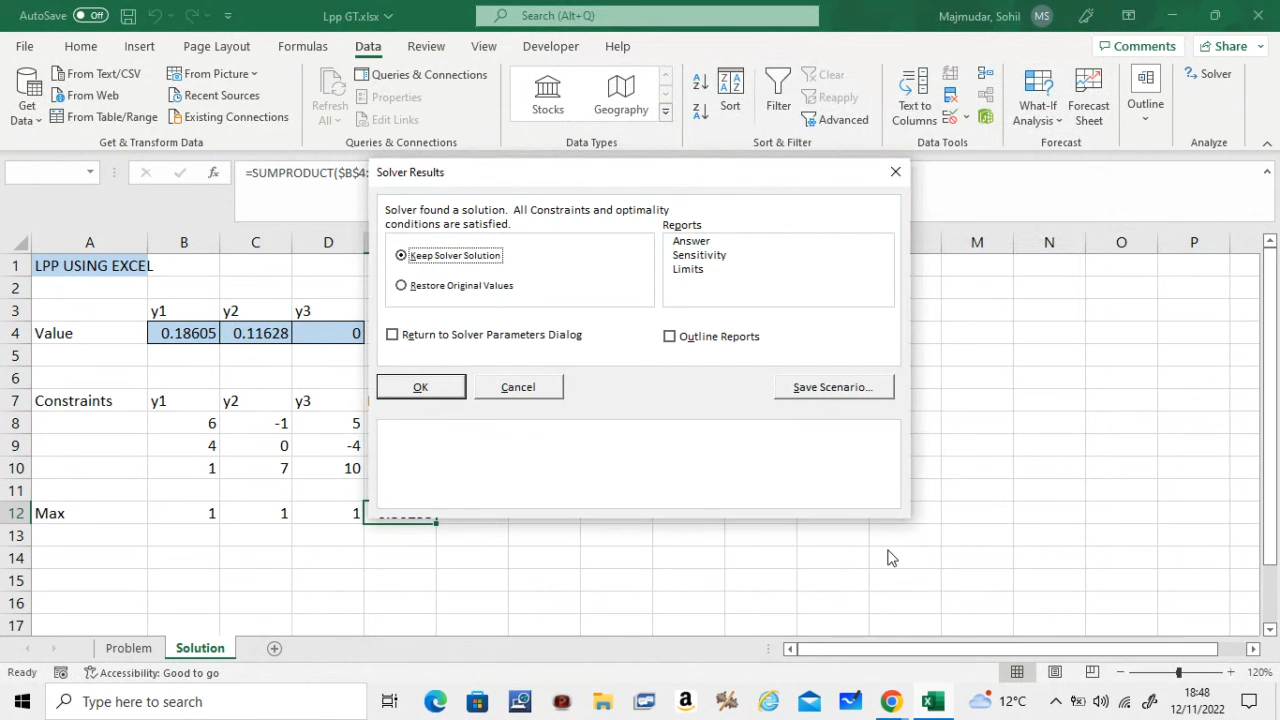 AutoSave Off Lpp GT.xlsx Search (Alt+Q) Majmudar, Sohil MS
File Home Insert Page Layout Formulas Data Review View Developer Help Comments Share
Get Data From Text/CSV From Picture Refresh All Queries & Connections Stocks Geography Sort Filter Clear Text to Columns What-If Analysis Forecast Sheet Outline Solver
From Web Recent Sources Properties Reapply
From Table/Range Existing Connections Edit Links Advanced
Get & Transform Data Queries & Connections Data Types Sort & Filter Data Tools Forecast Analyze
fx =SUMPRODUCT($B$4:
Solver Results
Solver found a solution. All Constraints and optimality
conditions are satisfied.
Reports
Answer
Sensitivity
Limits
Keep Solver Solution
Restore Original Values
Return to Solver Parameters Dialog Outline Reports
OK Cancel Save Scenario...
A B C D M N O P
1 LPP USING EXCEL
2
3 y1 y2 y3
4 Value 0.18605 0.11628 0
5
6
7 Constraints y1 y2 y3
8 6 -1 5
9 4 0 -4
10 1 7 10
11
12 Max 1 1 1
13
14
15
16
17
Problem Solution
Ready Accessibility: Good to go 120%
Type here to search 12°C 18:48
12/11/2022